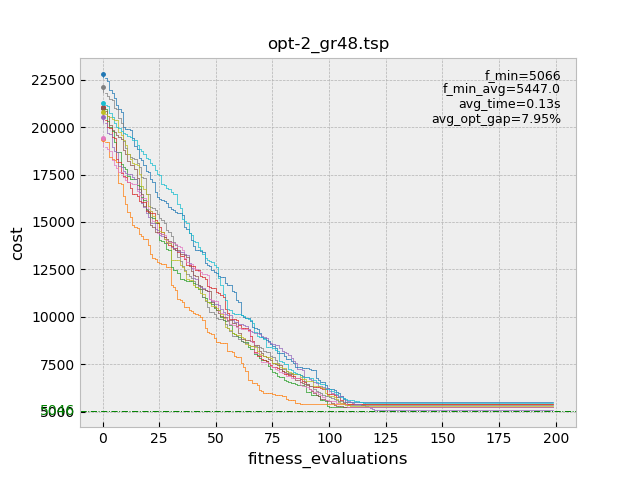 opt-2_gr48.tsp
f_min=5066
f_min_avg=5447.0
avg_time=0.13s
avg_opt_gap=7.95%
cost
22500
20000
17500
15000
12500
10000
7500
5046
5000
0 25 50 75 100 125 150 175 200
fitness_evaluations